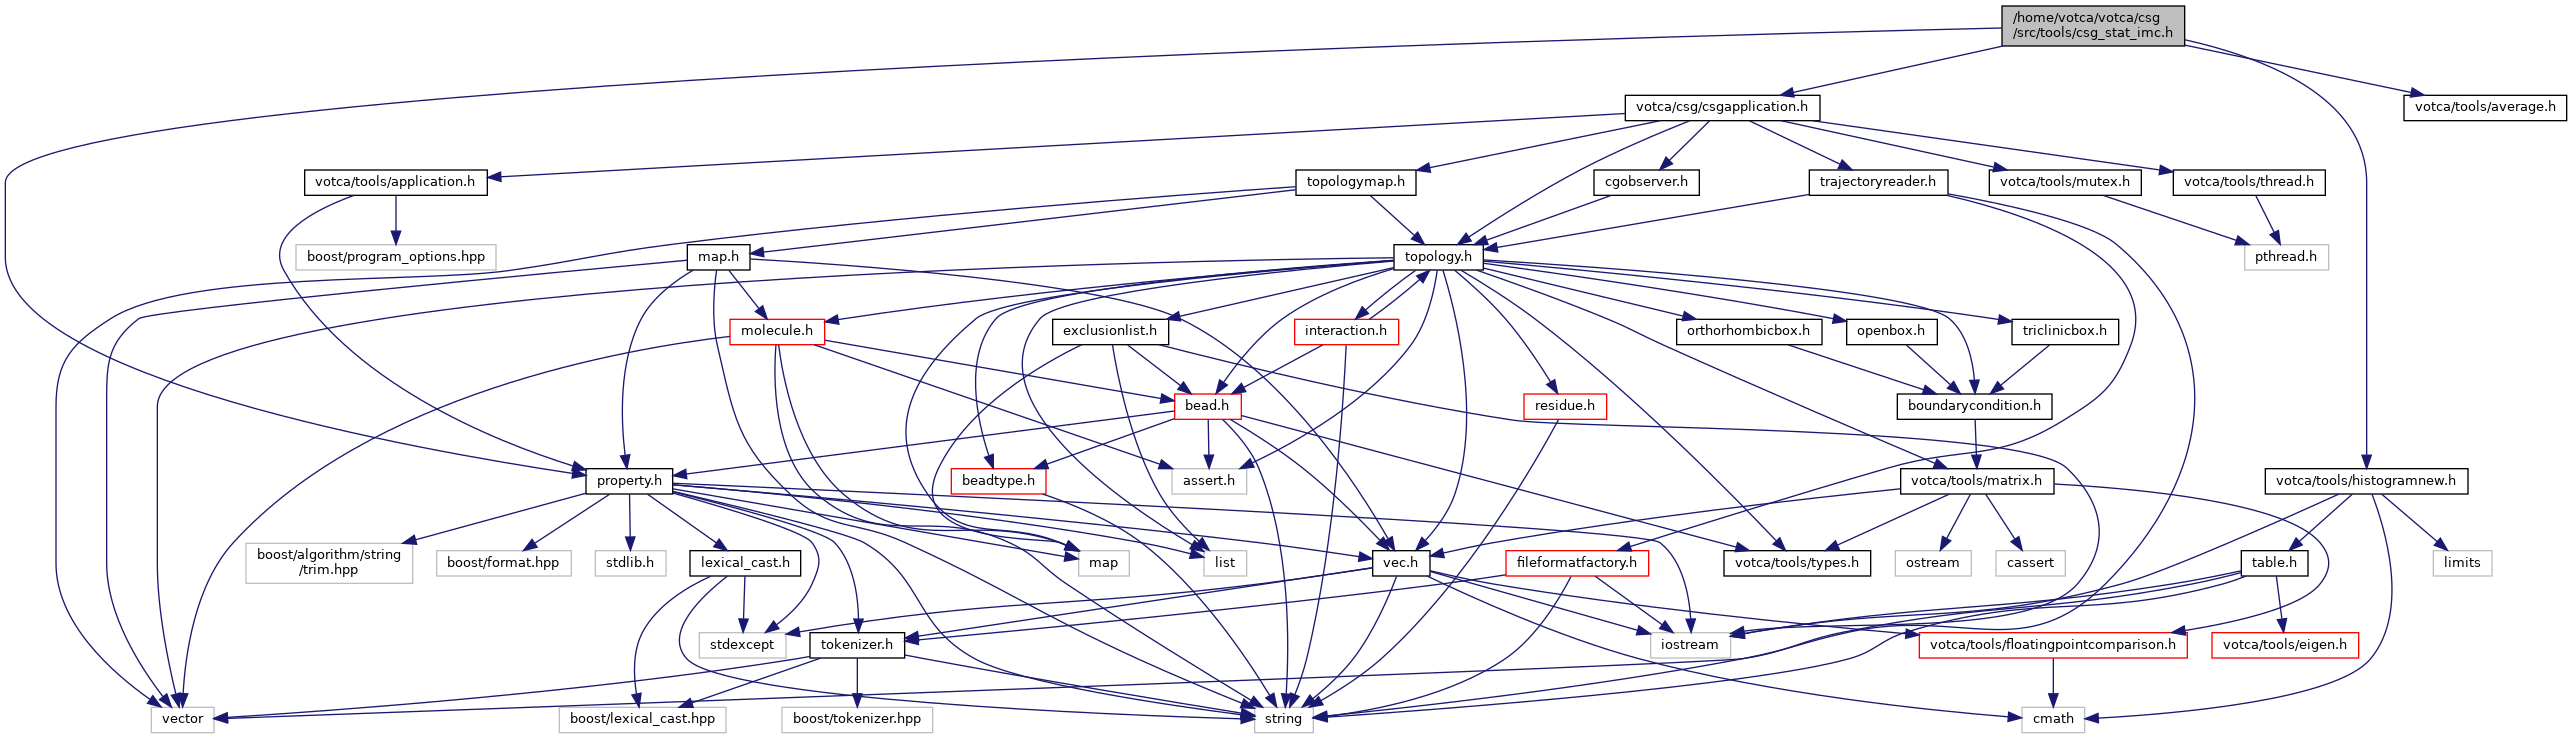 /home/votca/votca/csg
/src/tools/csg_stat_imc.h
votca/csg/csgapplication.h
votca/tools/average.h
votca/tools/application.h
topologymap.h
cgobserver.h
trajectoryreader.h
votca/tools/mutex.h
votca/tools/thread.h
boost/program_options.hpp
map.h
topology.h
pthread.h
molecule.h
exclusionlist.h
interaction.h
orthorhombicbox.h
openbox.h
triclinicbox.h
bead.h
residue.h
boundarycondition.h
property.h
beadtype.h
assert.h
votca/tools/matrix.h
votca/tools/histogramnew.h
boost/algorithm/string
/trim.hpp
boost/format.hpp
stdlib.h
lexical_cast.h
map
list
vec.h
fileformatfactory.h
votca/tools/types.h
ostream
cassert
table.h
limits
stdexcept
tokenizer.h
iostream
votca/tools/floatingpointcomparison.h
votca/tools/eigen.h
vector
boost/lexical_cast.hpp
boost/tokenizer.hpp
string
cmath